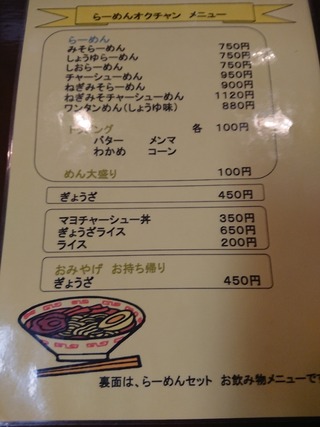 らーめんオクチャン メニュー
らーめん
みそらーめん 750円
しょうゆらーめん 750円
しおらーめん 750円
チャーシューめん 950円
ねぎみそらーめん 900円
ねぎみそチャーシューめん 1120円
ワンタンめん(しょうゆ味) 880円
トッピング 各 100円
バター メンマ
わかめ コーン
めん大盛り 100円
ぎょうざ 450円
マヨチャーシュー丼 350円
ぎょうざライス 650円
ライス 200円
おみやげ お持ち帰り
ぎょうざ 450円
裏面は、らーめんセット お飲み物メニューです